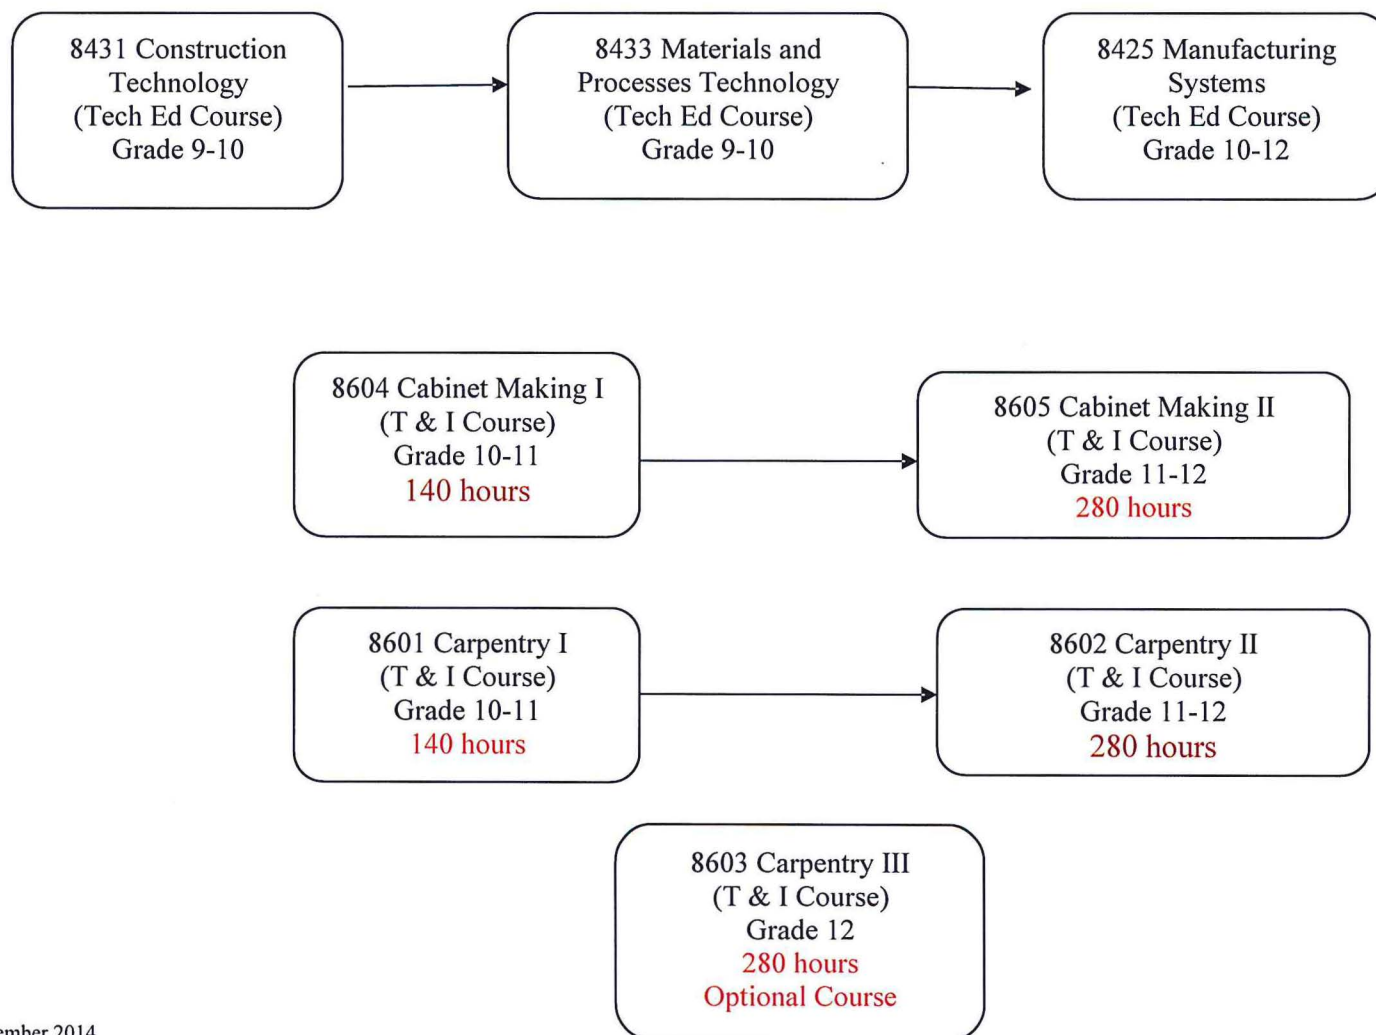 8431 Construction
Technology
(Tech Ed Course)
Grade 9-10
8433 Materials and
Processes Technology
(Tech Ed Course)
Grade 9-10
8425 Manufacturing
Systems
(Tech Ed Course)
Grade 10-12
8604 Cabinet Making I
(T & I Course)
Grade 10-11
140 hours
8605 Cabinet Making II
(T & I Course)
Grade 11-12
280 hours
8601 Carpentry I
(T & I Course)
Grade 10-11
140 hours
8602 Carpentry II
(T & I Course)
Grade 11-12
280 hours
8603 Carpentry III
(T & I Course)
Grade 12
280 hours
Optional Course
2014